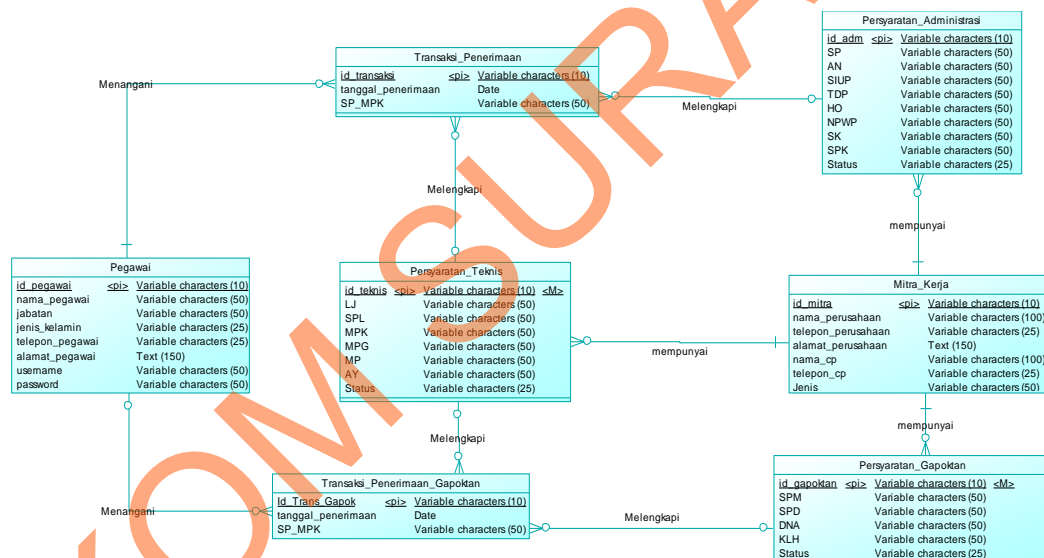 Persyaratan_Administrasi
id_adm <pi> Variable characters (10)
SP Variable characters (50)
AN Variable characters (50)
SIUP Variable characters (50)
TDP Variable characters (50)
HO Variable characters (50)
NPWP Variable characters (50)
SK Variable characters (50)
SPK Variable characters (50)
Status Variable characters (25)
Transaksi_Penerimaan
id_transaksi <pi> Variable characters (10)
tanggal_penerimaan Date
SP_MPK Variable characters (50)
Menangani
Melengkapi
Melengkapi
mempunyai
Pegawai
id_pegawai <pi> Variable characters (10)
nama_pegawai Variable characters (50)
jabatan Variable characters (50)
jenis_kelamin Variable characters (25)
telepon_pegawai Variable characters (25)
alamat_pegawai Text (150)
username Variable characters (50)
password Variable characters (50)
Persyaratan_Teknis
id_teknis <pi> Variable characters (10) <M>
LJ Variable characters (50)
SPL Variable characters (50)
MPK Variable characters (50)
MPG Variable characters (50)
MP Variable characters (50)
AY Variable characters (50)
Status Variable characters (25)
mempunyai
Mitra_Kerja
id_mitra <pi> Variable characters (10)
nama_perusahaan Variable characters (100)
telepon_perusahaan Variable characters (25)
alamat_perusahaan Text (150)
nama_cp Variable characters (100)
telepon_cp Variable characters (25)
Jenis Variable characters (50)
mempunyai
Melengkapi
Transaksi_Penerimaan_Gapoktan
Id_Trans_Gapok <pi> Variable characters (10)
tanggal_penerimaan Date
SP_MPK Variable characters (50)
Menangani
Melengkapi
Persyaratan_Gapoktan
id_gapoktan <pi> Variable characters (10) <M>
SPM Variable characters (50)
SPD Variable characters (50)
DNA Variable characters (50)
KLH Variable characters (50)
Status Variable characters (25)
OM SURA